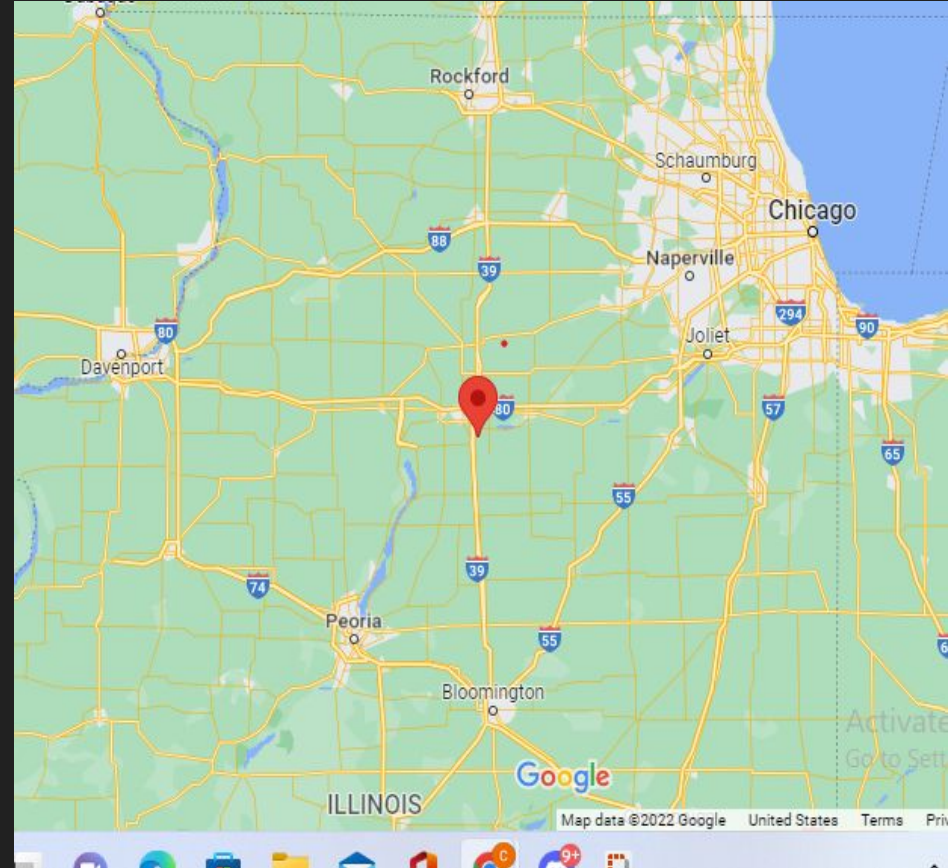 Rockford
Schaumburg
Chicago
88
Naperville
39
294
90
80
Joliet
Davenport
80
57
65
55
39
74
Peoria
55
Bloomington
Activate
Google
ILLINOIS
Map data ©2022 Google United States Terms
C
9+